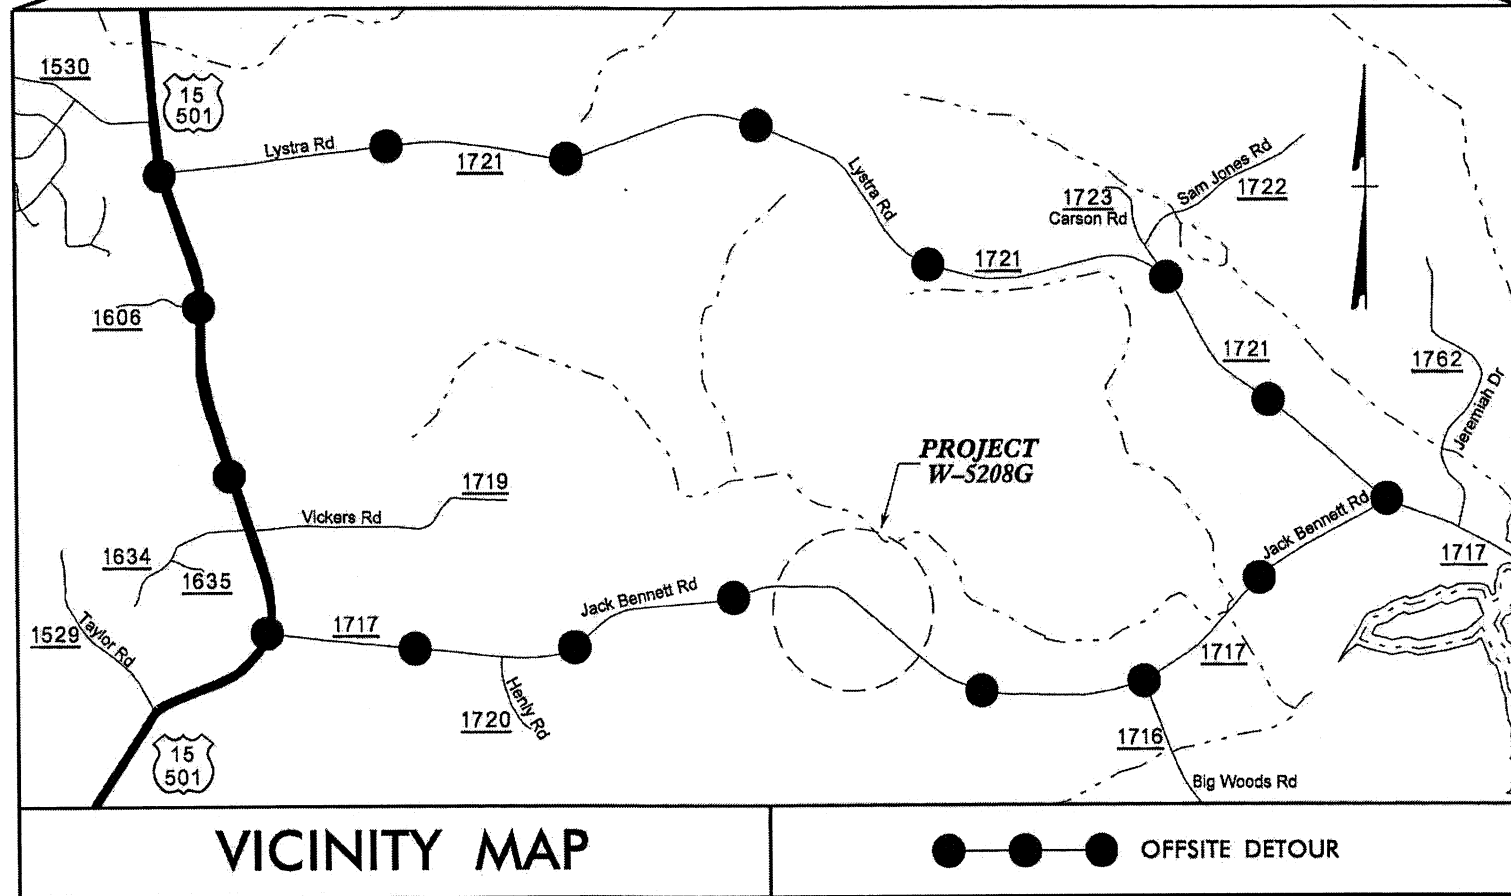 1530
15
501
Lystra Rd
1721
Lystra Rd
1723
Carson Rd
Sam Jones Rd
1722
1721
1606
1721
1762
Jeremiah Dr
PROJECT
W-5208G
1719
Vickers Rd
1634
1635
Jack Bennett Rd
1717
1529
Taylor Rd
1717
Jack Bennett Rd
1717
Henly Rd
1720
1716
15
501
Big Woods Rd
VICINITY MAP
OFFSITE DETOUR